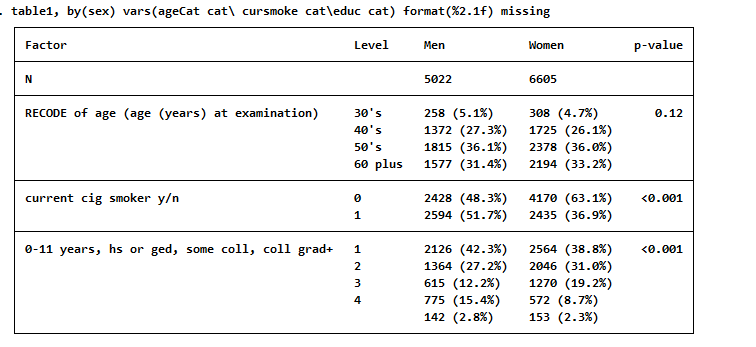 . table1, by(sex) vars(ageCat cat\ cursmoke cat\educ cat) format(%2.1f) missing
Factor Level Men Women p-value
N 5022 6605
RECODE of age (age (years) at examination) 30's 258 (5.1%) 308 (4.7%) 0.12
40's 1372 (27.3%) 1725 (26.1%)
50's 1815 (36.1%) 2378 (36.0%)
60 plus 1577 (31.4%) 2194 (33.2%)
current cig smoker y/n 0 2428 (48.3%) 4170 (63.1%) <0.001
1 2594 (51.7%) 2435 (36.9%)
0-11 years, hs or ged, some coll, coll grad+ 1 2126 (42.3%) 2564 (38.8%) <0.001
2 1364 (27.2%) 2046 (31.0%)
3 615 (12.2%) 1270 (19.2%)
4 775 (15.4%) 572 (8.7%)
142 (2.8%) 153 (2.3%)